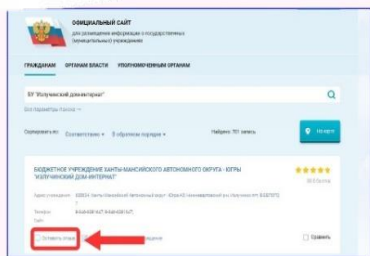 ОФИЦИАЛЬНЫЙ САЙТ
для размещения информации о государственных
(муниципальных) учреждениях
ГРАЖДАНАМ ОРГАНАМ ВЛАСТИ УПОЛНОМОЧЕННЫМ ОРГАНАМ
БУ "Излучинский дом-интернат"
Все параметры поиска
Сортировать по: Соответствию В обратном порядке Найдено 701 запись На карте
БЮДЖЕТНОЕ УЧРЕЖДЕНИЕ ХАНТЫ-МАНСИЙСКОГО АВТОНОМНОГО ОКРУГА - ЮГРЫ
"ИЗЛУЧИНСКИЙ ДОМ-ИНТЕРНАТ"
Адрес учреждения
Телефон
Сайт
Оставить отзыв Сравнить